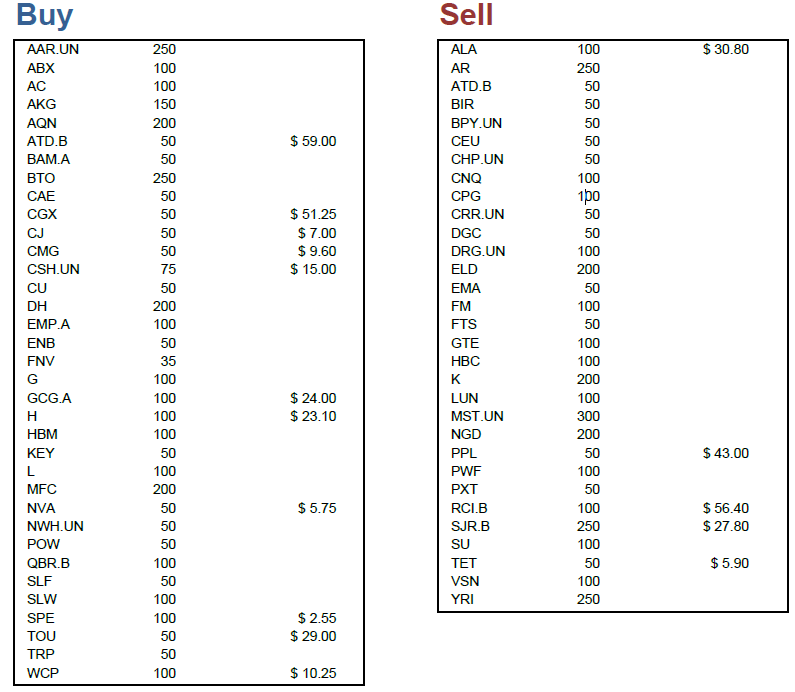 Buy
AAR.UN 250
ABX 100
AC 100
AKG 150
AQN 200
ATD.B 50 $ 59.00
BAM.A 50
BTO 250
CAE 50
CGX 50 $ 51.25
CJ 50 $ 7.00
CMG 50 $ 9.60
CSH.UN 75 $ 15.00
CU 50
DH 200
EMP.A 100
ENB 50
FNV 35
G 100
GCG.A 100 $ 24.00
H 100 $ 23.10
HBM 100
KEY 50
L 100
MFC 200
NVA 50 $ 5.75
NWH.UN 50
POW 50
QBR.B 100
SLF 50
SLW 100
SPE 100 $ 2.55
TOU 50 $ 29.00
TRP 50
WCP 100 $ 10.25
Sell
ALA 100 $ 30.80
AR 250
ATD.B 50
BIR 50
BPY.UN 50
CEU 50
CHP.UN 50
CNQ 100
CPG 100
CRR.UN 50
DGC 50
DRG.UN 100
ELD 200
EMA 50
FM 100
FTS 50
GTE 100
HBC 100
K 200
LUN 100
MST.UN 300
NGD 200
PPL 50 $ 43.00
PWF 100
PXT 50
RCI.B 100 $ 56.40
SJR.B 250 $ 27.80
SU 100
TET 50 $ 5.90
VSN 100
YRI 250